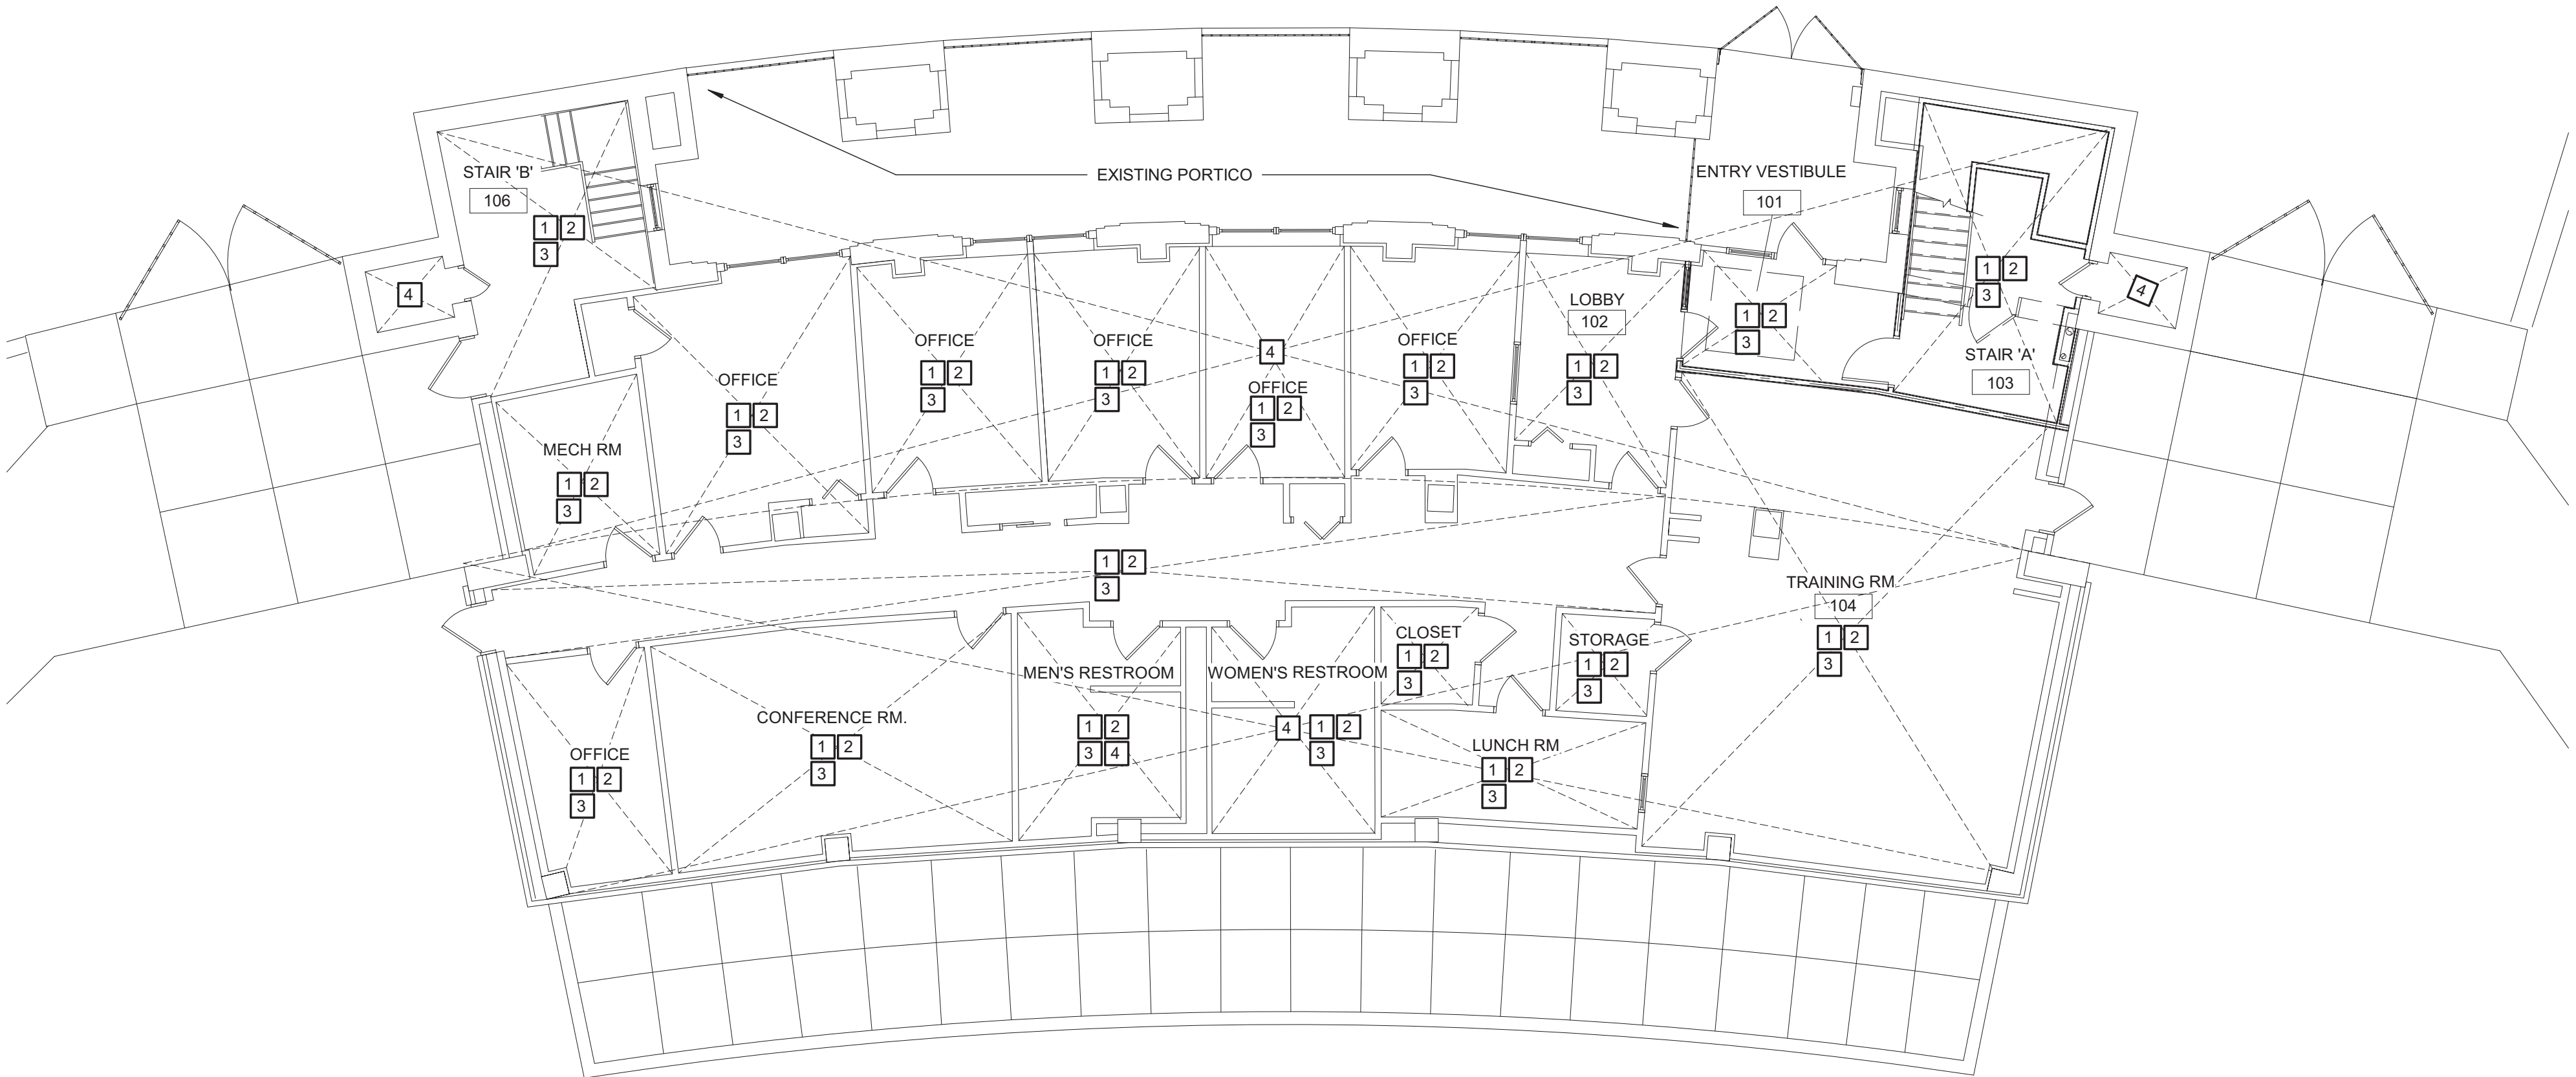 EXISTING PORTICO
STAIR 'B'
106
1 2
3
4
ENTRY VESTIBULE
101
1 2
3
1 2
3
STAIR 'A'
103
4
LOBBY
102
1 2
3
OFFICE
1 2
3
OFFICE
1 2
3
OFFICE
1 2
3
4
OFFICE
1 2
3
OFFICE
1 2
3
MECH RM
1 2
3
1 2
3
TRAINING RM
104
1 2
3
OFFICE
1 2
3
CONFERENCE RM.
1 2
3
MEN'S RESTROOM
1 2
3 4
WOMEN'S RESTROOM
4 1 2
3
CLOSET
1 2
3
STORAGE
1 2
3
LUNCH RM
1 2
3